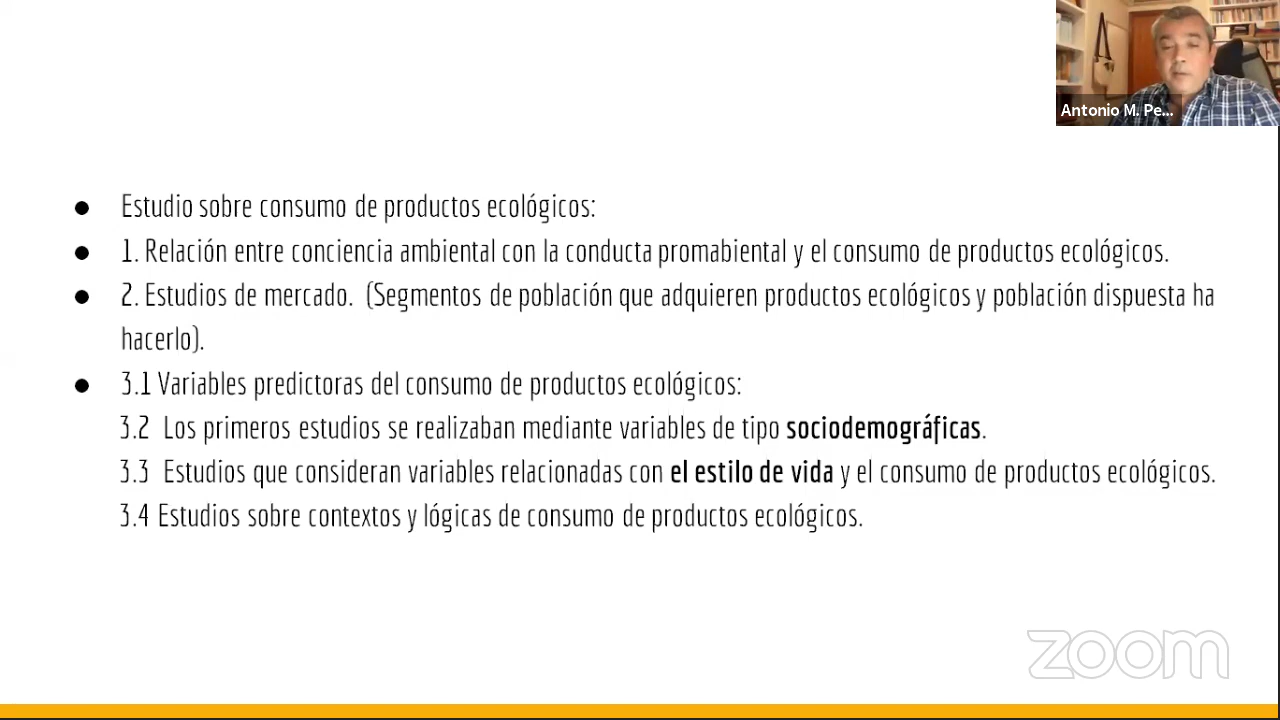 Antonio M. Pe...
● Estudio sobre consumo de productos ecológicos:
● 1. Relación entre conciencia ambiental con la conducta promabiental y el consumo de productos ecológicos.
● 2. Estudios de mercado. (Segmentos de población que adquieren productos ecológicos y población dispuesta ha
hacerlo).
● 3.1 Variables predictoras del consumo de productos ecológicos:
3.2 Los primeros estudios se realizaban mediante variables de tipo sociodemográficas.
3.3 Estudios que consideran variables relacionadas con el estilo de vida y el consumo de productos ecológicos.
3.4 Estudios sobre contextos y lógicas de consumo de productos ecológicos.
zoom